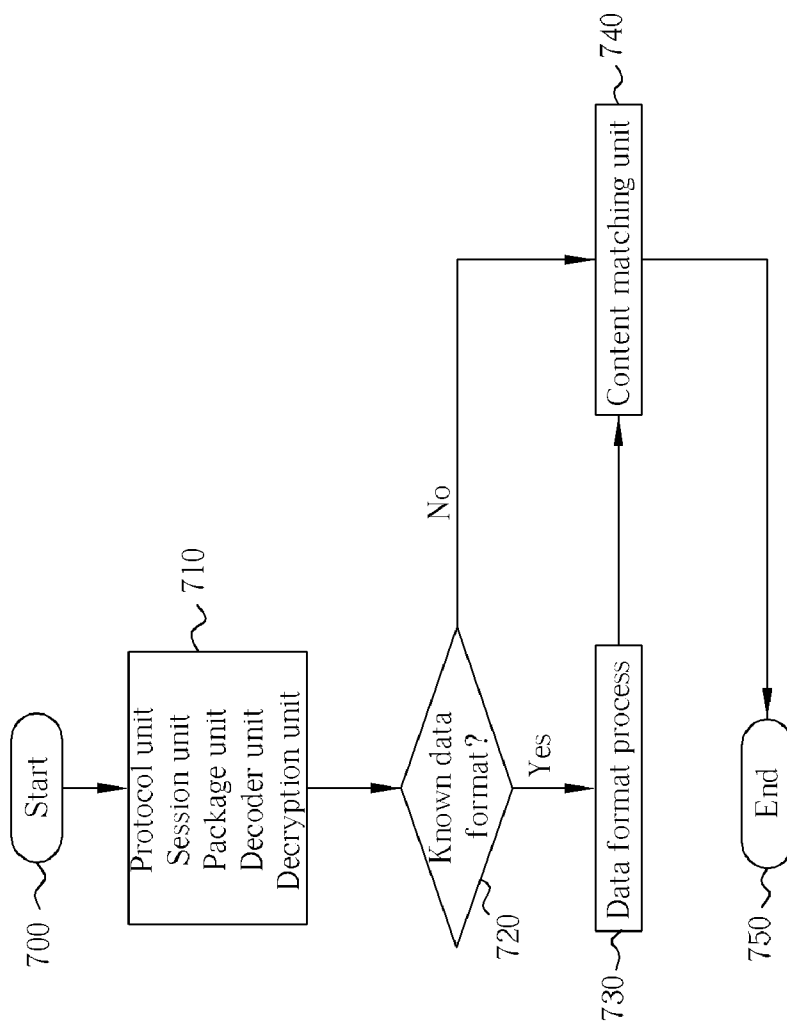 Start
700
710
Protocol unit
Session unit
Package unit
Decoder unit
Decryption unit
Known data
format?
720
No
Yes
730
Data format process
740
Content matching unit
750
End